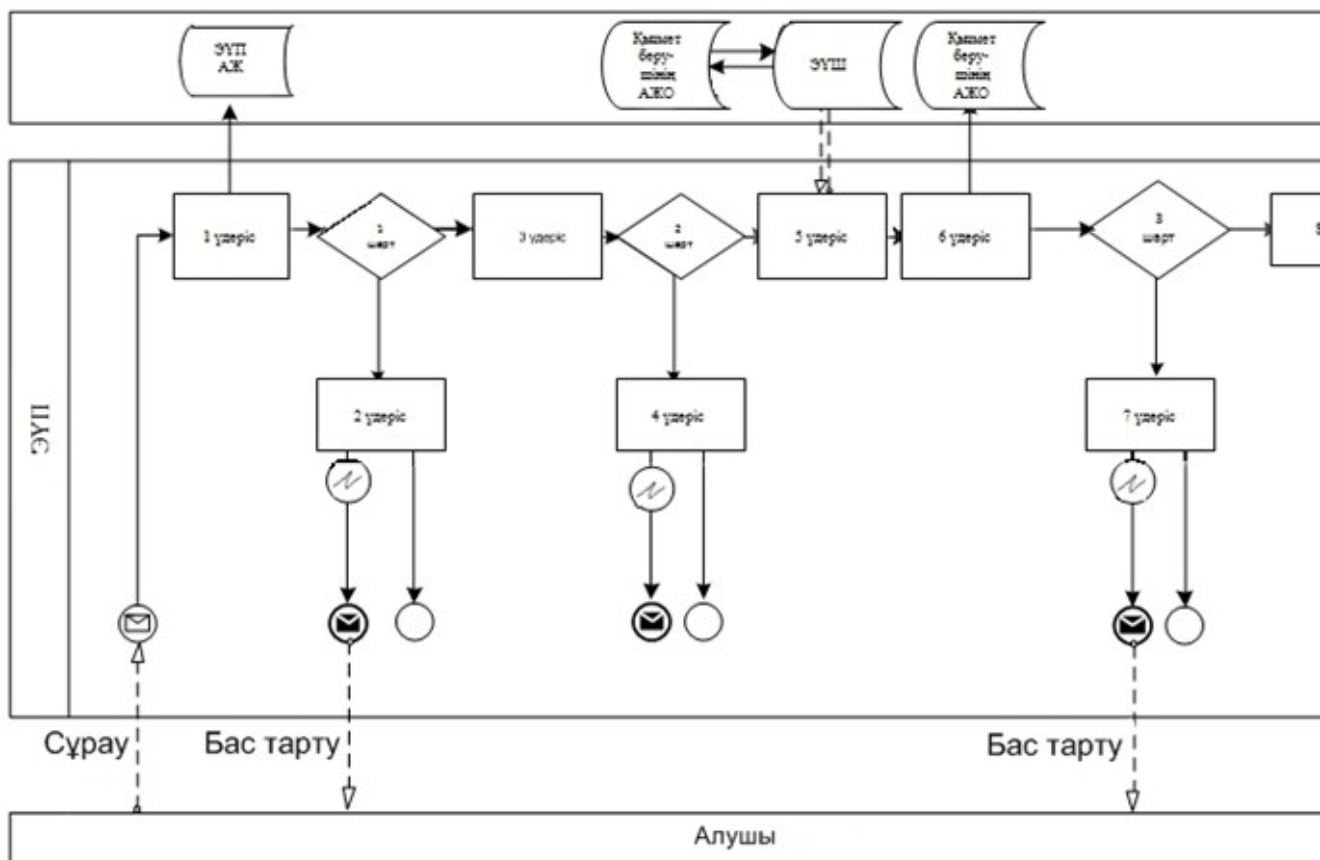 ЭҮП
АЖ
Қызмет
беру-
шінің
АЖО
ЭҮШ
Қызмет
беру-
шінің
АЖО
1 үдеріс
1
шарт
3 үдеріс
2
шарт
5 үдеріс
6 үдеріс
3
шарт
2 үдеріс
4 үдеріс
7 үдеріс
ЭҮП
Сұрау
Бас тарту
Бас тарту
Алушы